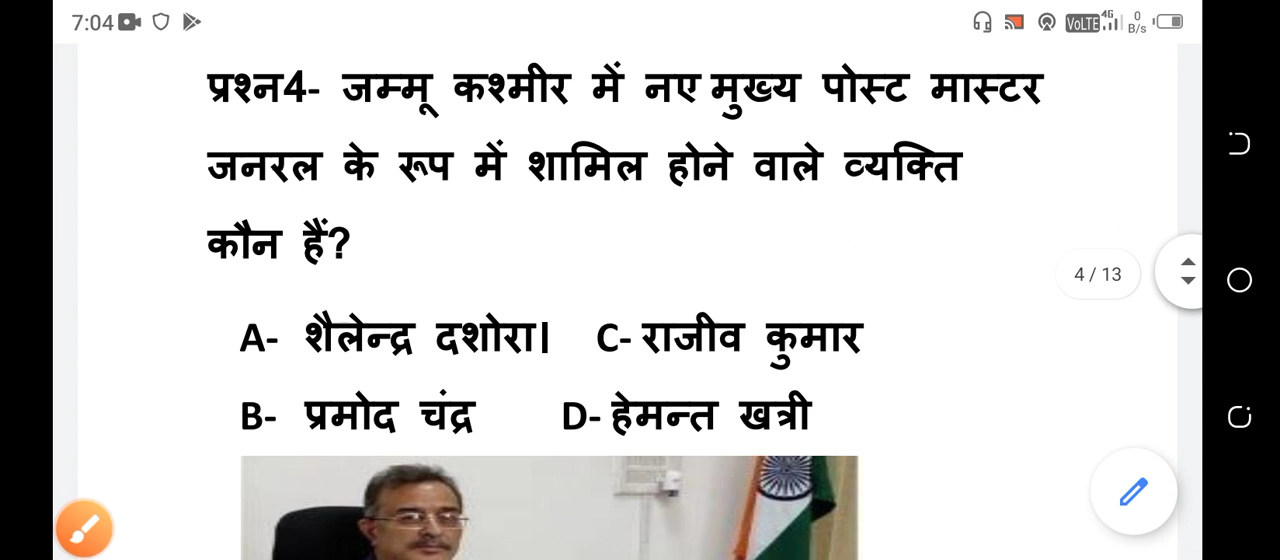 7:04
VoLTE 4G 0 B/s
प्रश्न4- जम्मू कश्मीर में नए मुख्य पोस्ट मास्टर
जनरल के रूप में शामिल होने वाले व्यक्ति
कौन हैं?
4 / 13
A- शैलेन्द्र दशोरा। C- राजीव कुमार
B- प्रमोद चंद्र D- हेमन्त खत्री